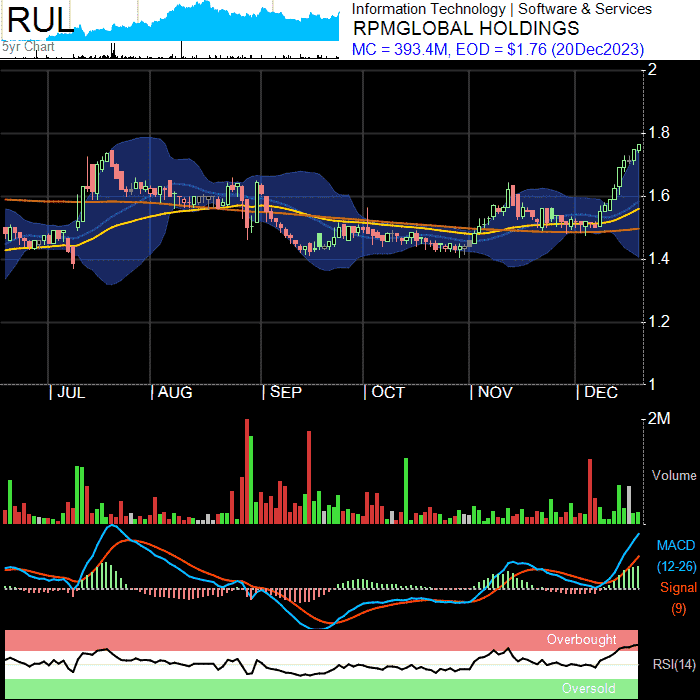 RUL
5yr Chart
Information Technology | Software & Services
RPMGLOBAL HOLDINGS
MC = 393.4M, EOD = $1.76 (20Dec2023)
2
1.8
1.6
1.4
1.2
1
| JUL | AUG | SEP | OCT | NOV | DEC
2M
Volume
MACD
(12-26)
Signal
(9)
Overbought
RSI(14)
Oversold